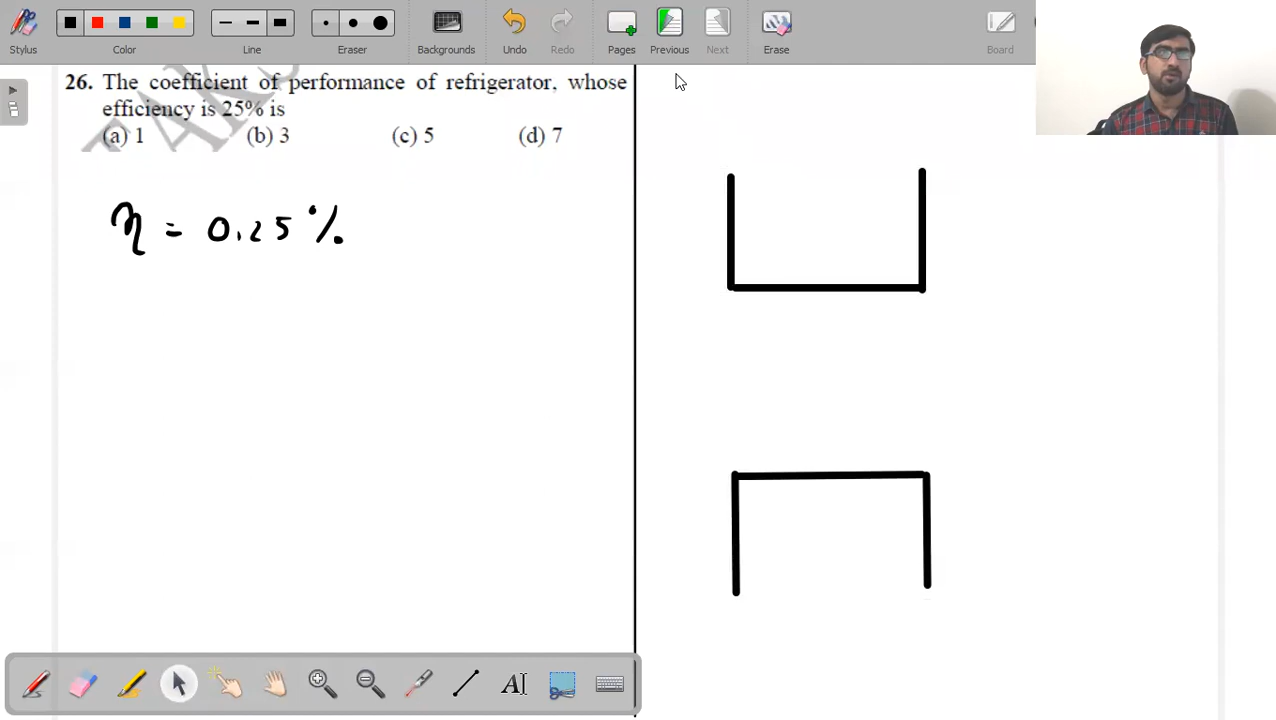 Stylus Color Line Eraser Backgrounds Undo Redo Pages Previous Next Erase Board
26. The coefficient of performance of refrigerator, whose
efficiency is 25% is
(a) 1 (b) 3 (c) 5 (d) 7
η = 0.25 %